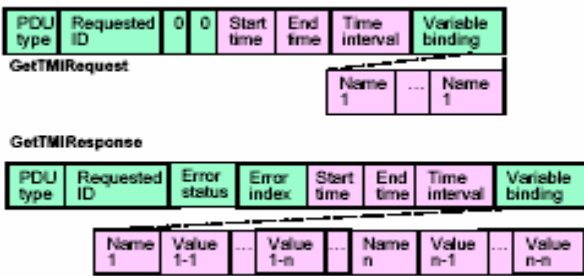 PDU type Requested ID 0 0 Start time End time Time interval Variable binding
GetTMIRequest
Name 1 ... Name 1
GetTMIResponse
PDU type Requested ID Error status Error index Start time End time Time interval Variable binding
Name 1 Value 1-1 ... Value 1-n ... Name n Value n-1 ... Value n-n